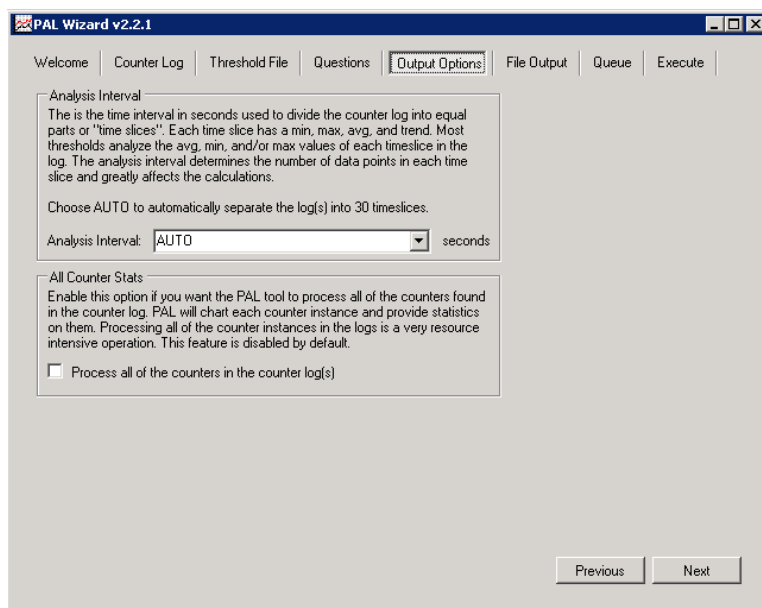 PAL Wizard v2.2.1
Welcome
Counter Log
Threshold File
Questions
Output Options
File Output
Queue
Execute
Analysis Interval
The is the time interval in seconds used to divide the counter log into equal
parts or "time slices". Each time slice has a min, max, avg, and trend. Most
thresholds analyze the avg, min, and/or max values of each timeslice in the
log. The analysis interval determines the number of data points in each time
slice and greatly affects the calculations.
Choose AUTO to automatically separate the log(s) into 30 timeslices.
Analysis Interval: AUTO seconds
All Counter Stats
Enable this option if you want the PAL tool to process all of the counters found
in the counter log. PAL will chart each counter instance and provide statistics
on them. Processing all of the counter instances in the logs is a very resource
intensive operation. This feature is disabled by default.
Process all of the counters in the counter log(s)
Previous
Next